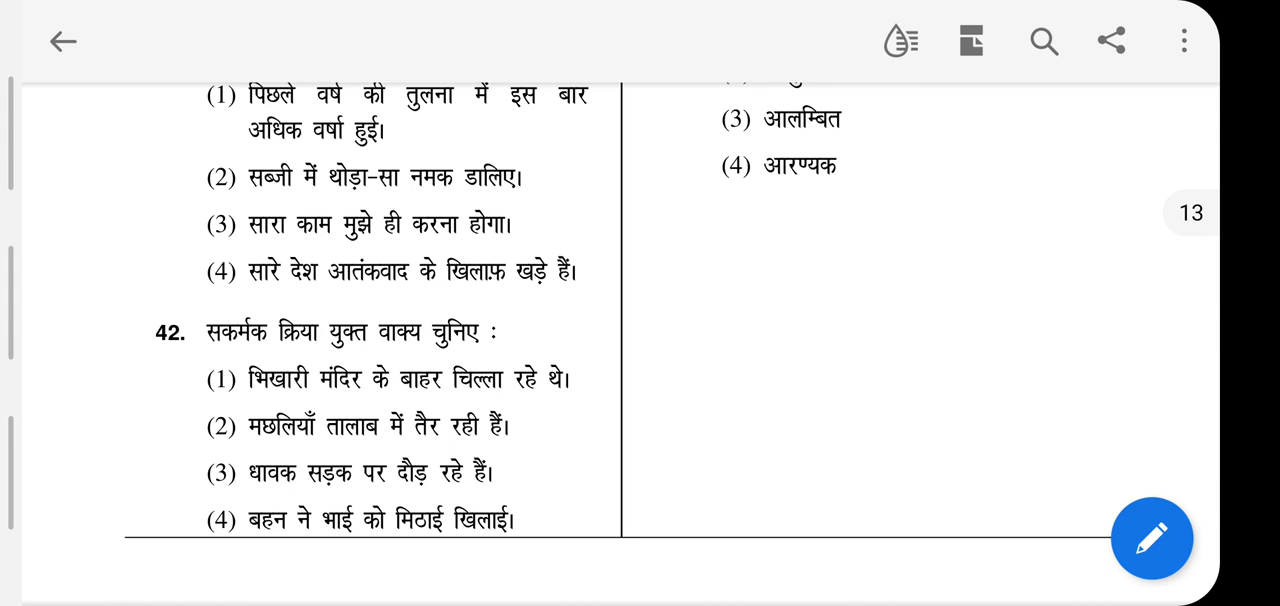 (1) पिछले वर्ष की तुलना में इस बार
अधिक वर्षा हुई।
(2) सब्जी में थोड़ा-सा नमक डालिए।
(3) सारा काम मुझे ही करना होगा।
(4) सारे देश आतंकवाद के खिलाफ़ खड़े हैं।
42. सकर्मक क्रिया युक्त वाक्य चुनिए :
(1) भिखारी मंदिर के बाहर चिल्ला रहे थे।
(2) मछलियाँ तालाब में तैर रही हैं।
(3) धावक सड़क पर दौड़ रहे हैं।
(4) बहन ने भाई को मिठाई खिलाई।
(3) आलम्बित
(4) आरण्यक
13